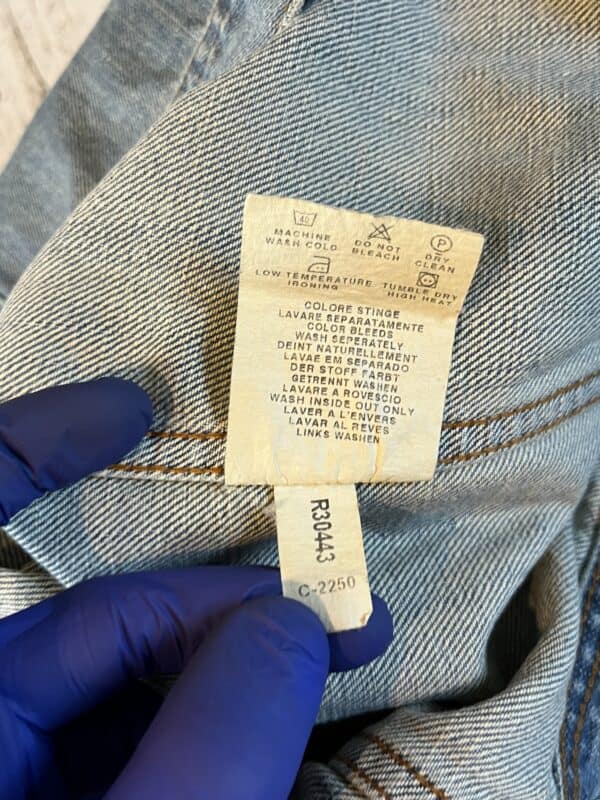 40
MACHINE
WASH COLD
DO NOT
BLEACH
P
DRY
CLEAN
LOW TEMPERATURE
IRONING
TUMBLE DRY
HIGH HEAT
COLORE STINGE
LAVARE SEPARATAMENTE
COLOR BLEEDS
WASH SEPERATELY
DEINT NATURELLEMENT
LAVAE EM SEPARADO
DER STOFF FARBT
GETRENNT WASHEN
LAVARE A ROVESCIO
WASH INSIDE OUT ONLY
LAVER A L'ENVERS
LAVAR AL REVES
LINKS WASHEN
R30443
C-2250